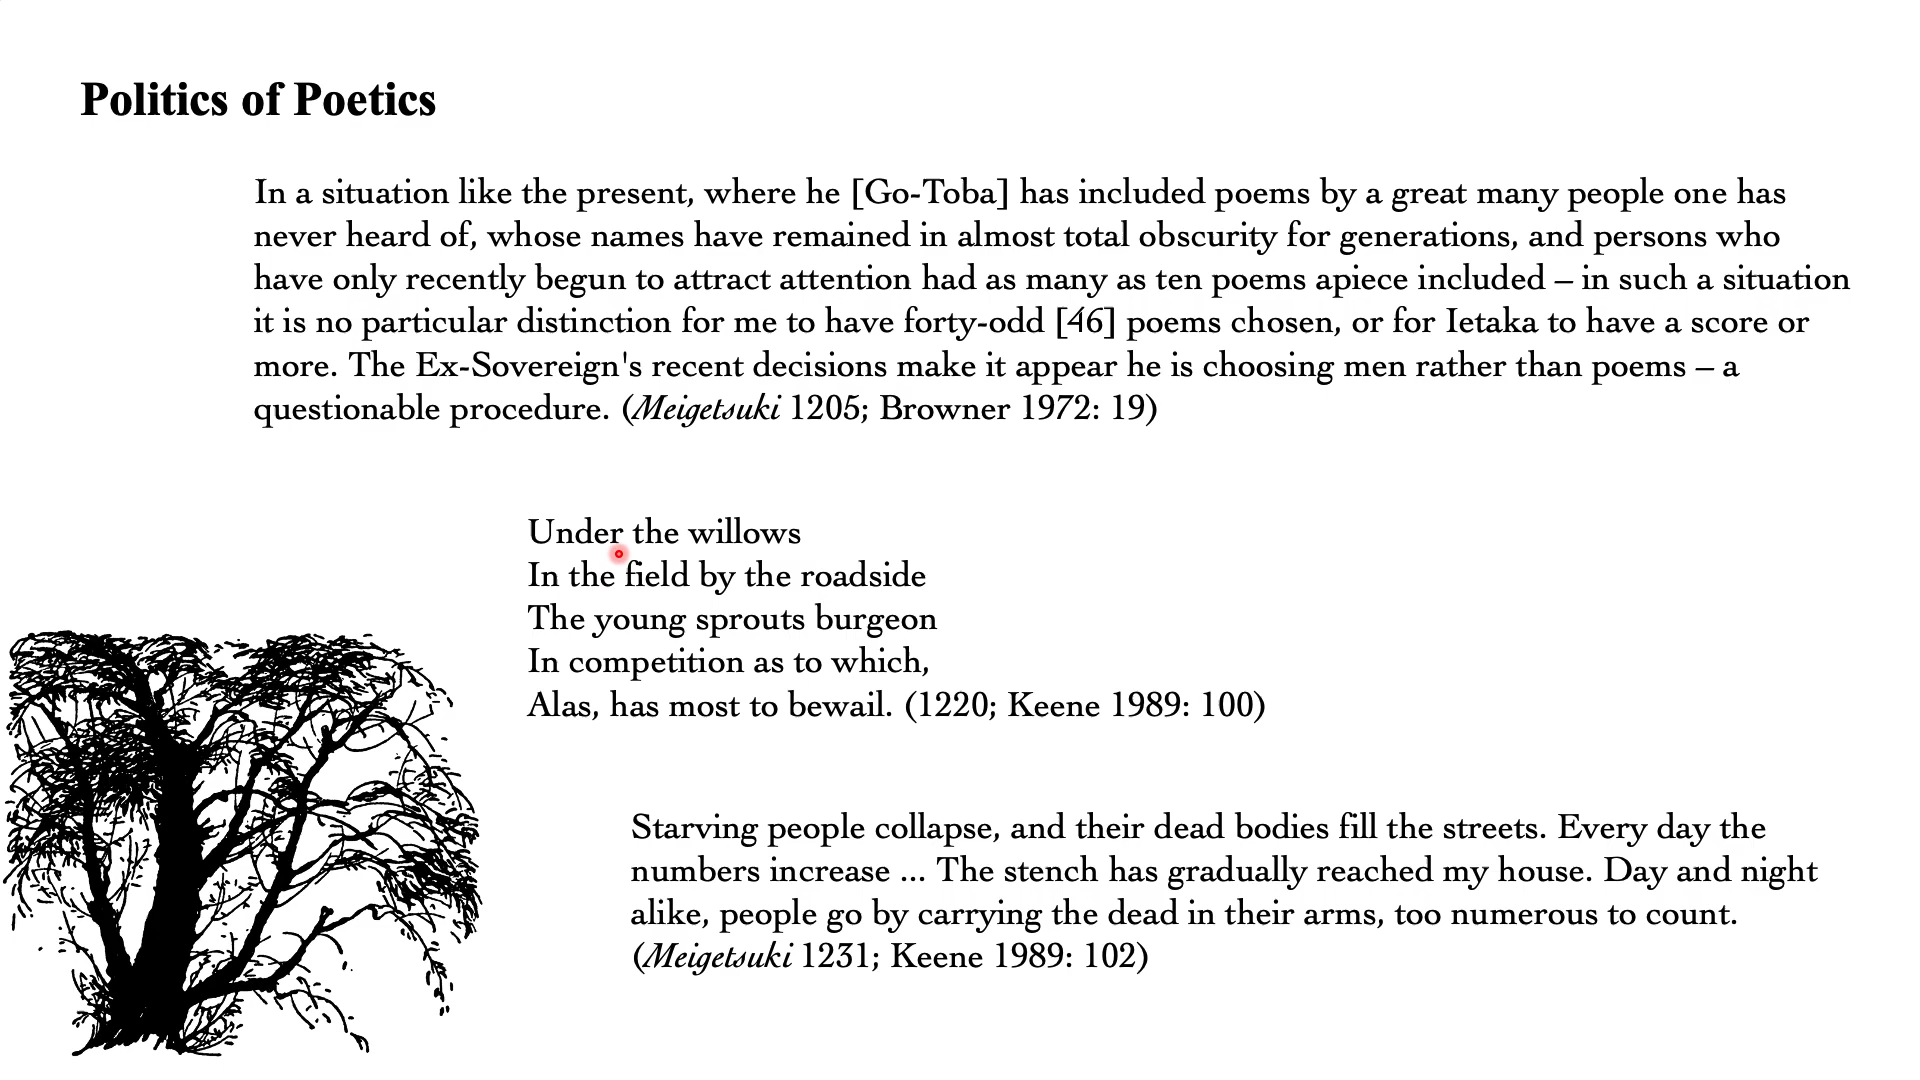 Politics of Poetics
In a situation like the present, where he [Go-Toba] has included poems by a great many people one has
never heard of, whose names have remained in almost total obscurity for generations, and persons who
have only recently begun to attract attention had as many as ten poems apiece included – in such a situation
it is no particular distinction for me to have forty-odd [46] poems chosen, or for Ietaka to have a score or
more. The Ex-Sovereign's recent decisions make it appear he is choosing men rather than poems – a
questionable procedure. (Meigetsuki 1205; Browner 1972: 19)
Under the willows
In the field by the roadside
The young sprouts burgeon
In competition as to which,
Alas, has most to bewail. (1220; Keene 1989: 100)
Starving people collapse, and their dead bodies fill the streets. Every day the
numbers increase ... The stench has gradually reached my house. Day and night
alike, people go by carrying the dead in their arms, too numerous to count.
(Meigetsuki 1231; Keene 1989: 102)